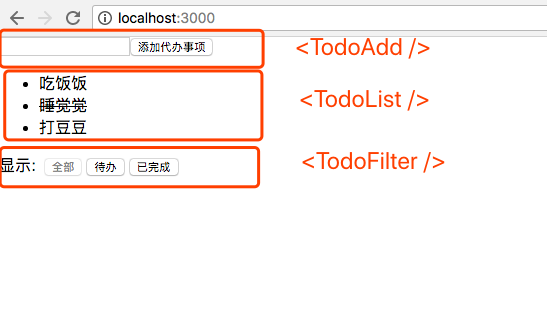 localhost:3000
添加代办事项 <TodoAdd />
吃饭饭
睡觉觉 <TodoList />
打豆豆
显示: 全部 待办 已完成 <TodoFilter />